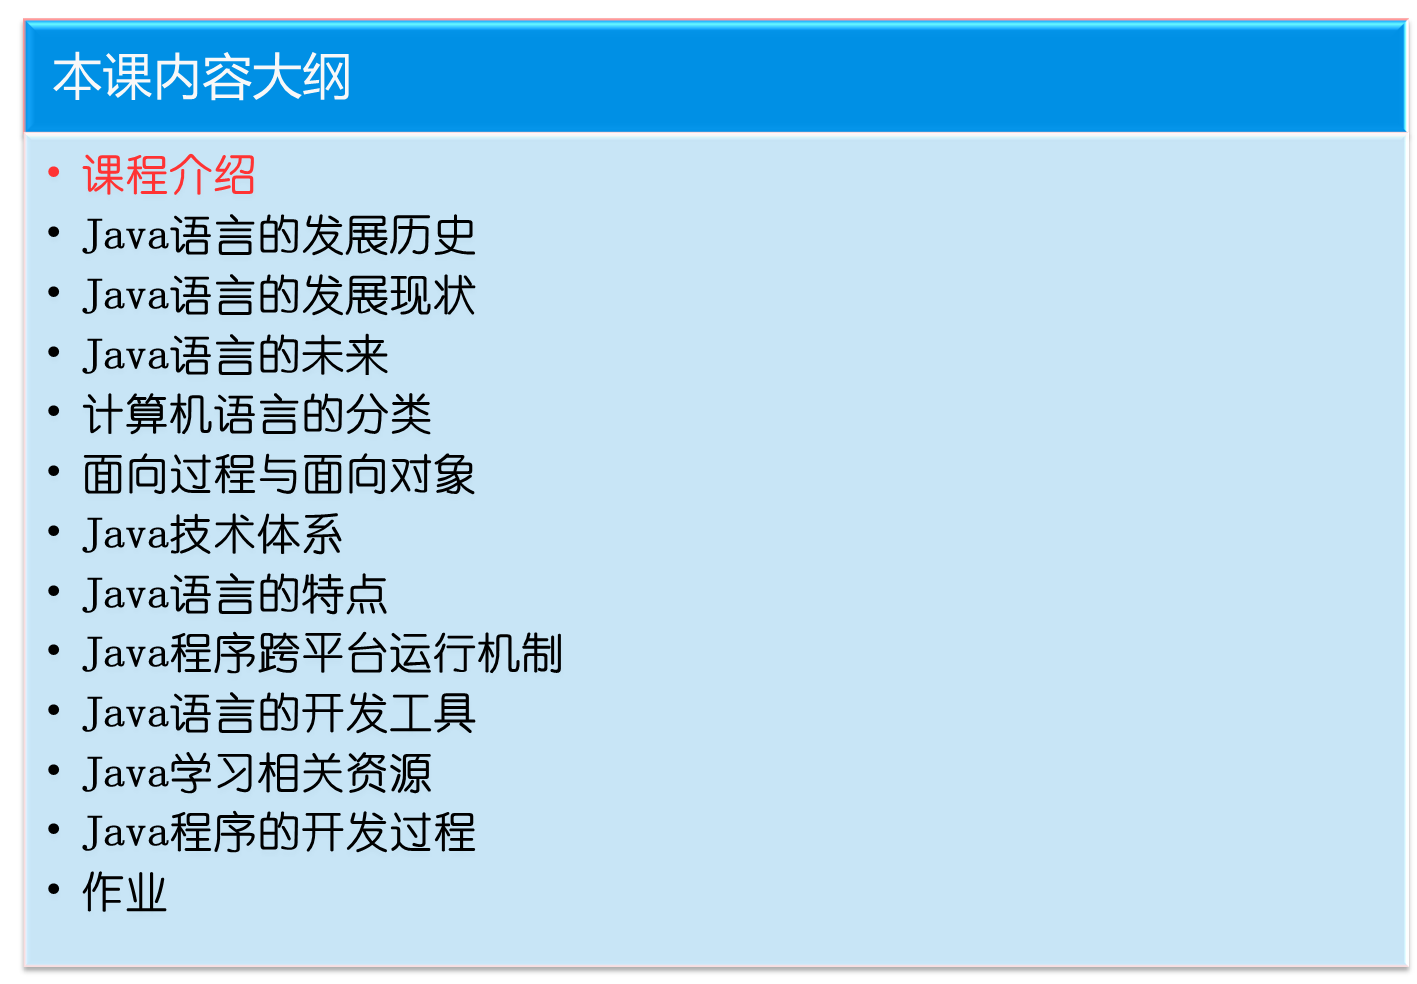 本课内容大纲
• 课程介绍
• Java语言的发展历史
• Java语言的发展现状
• Java语言的未来
• 计算机语言的分类
• 面向过程与面向对象
• Java技术体系
• Java语言的特点
• Java程序跨平台运行机制
• Java语言的开发工具
• Java学习相关资源
• Java程序的开发过程
• 作业